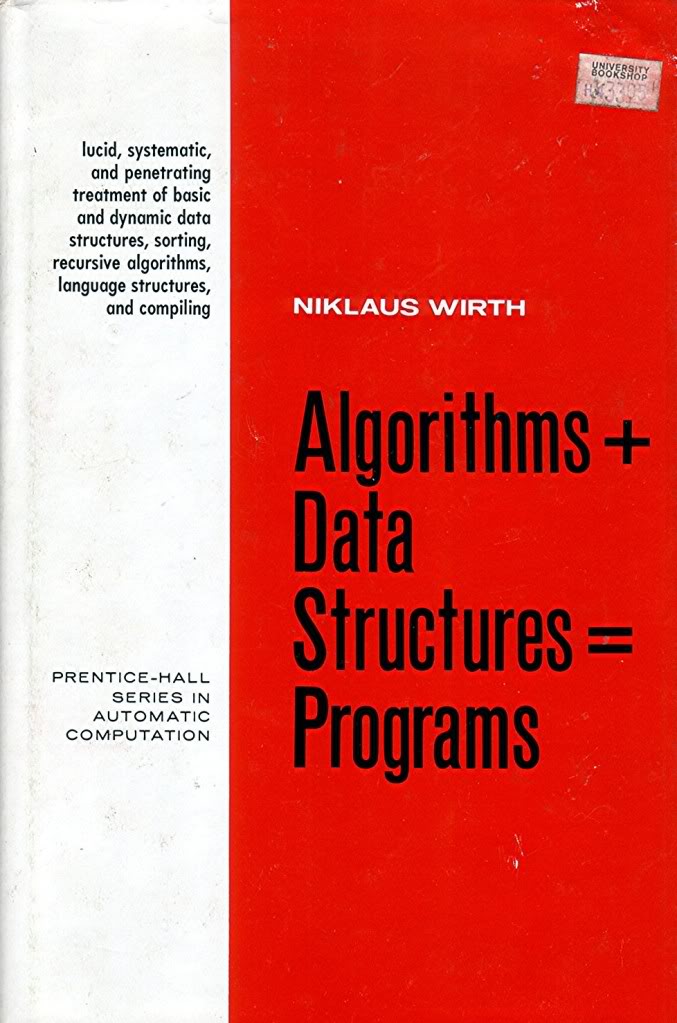 UNIVERSITY
BOOKSHOP
lucid, systematic,
and penetrating
treatment of basic
and dynamic data
structures, sorting,
recursive algorithms,
language structures,
and compiling
NIKLAUS WIRTH
Algorithms +
Data
Structures =
Programs
PRENTICE-HALL
SERIES IN
AUTOMATIC
COMPUTATION